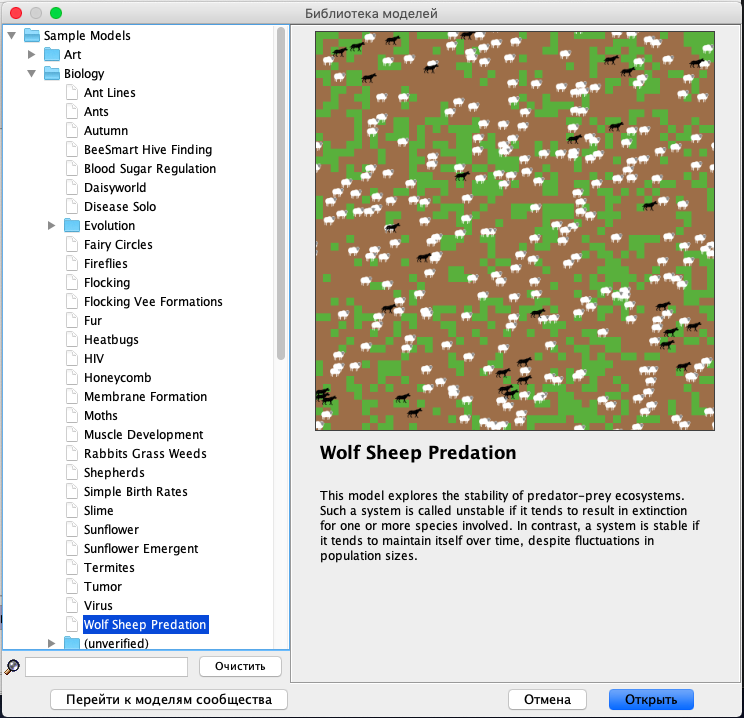 Библиотека моделей
Sample Models
Art
Biology
Ant Lines
Ants
Autumn
BeeSmart Hive Finding
Blood Sugar Regulation
Daisyworld
Disease Solo
Evolution
Fairy Circles
Fireflies
Flocking
Flocking Vee Formations
Fur
Heatbugs
HIV
Honeycomb
Membrane Formation
Moths
Muscle Development
Rabbits Grass Weeds
Shepherds
Simple Birth Rates
Slime
Sunflower
Sunflower Emergent
Termites
Tumor
Virus
Wolf Sheep Predation
(unverified)
Очистить
Wolf Sheep Predation
This model explores the stability of predator-prey ecosystems.
Such a system is called unstable if it tends to result in extinction
for one or more species involved. In contrast, a system is stable if
it tends to maintain itself over time, despite fluctuations in
population sizes.
Перейти к моделям сообщества
Отмена
Открыть